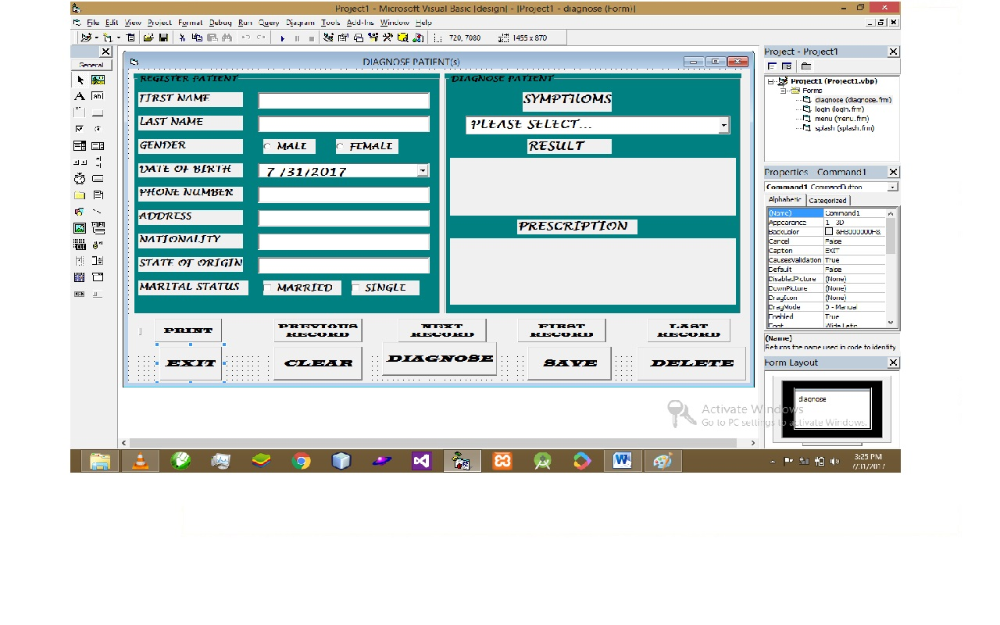 Project1 - Microsoft Visual Basic [design] - [Project1 - diagnose (Form)]
File Edit View Project Format Debug Run Query Diagram Tools Add-Ins Window Help
720, 7080 1455 x 870
General
DIAGNOSE PATIENT(s)
REGISTER PATIENT
FIRST NAME
LAST NAME
GENDER
MALE FEMALE
DATE OF BIRTH
7 /31/2017
PHONE NUMBER
ADDRESS
NATIONALITY
STATE OF ORIGIN
MARITAL STATUS
MARRIED SINGLE
DIAGNOSE PATIENT
SYMPTHOMS
PLEASE SELECT...
RESULT
PRESCRIPTION
PRINT
PREVIOUS RECORD
NEXT RECORD
FIRST RECORD
LAST RECORD
EXIT
CLEAR
DIAGNOSE
SAVE
DELETE
Project - Project1
Project1 (Project1.vbp)
Forms
diagnose (diagnose.frm)
login (login.frm)
menu (menu.frm)
splash (splash.frm)
Properties - Command1
Command1 CommandButton
Alphabetic Categorized
(Name) Command1
Appearance 1 - 3D
BackColor &H8000000F&
Cancel False
Caption EXIT
CausesValidation True
Default False
DisabledPicture (None)
DownPicture (None)
DragIcon (None)
DragMode 0 - Manual
Enabled True
Font Wide Latin
(Name)
Returns the name used in code to identify
Form Layout
diagnose
Activate Windows
Go to PC settings to activate Windows.
3:25 PM
7/31/2017